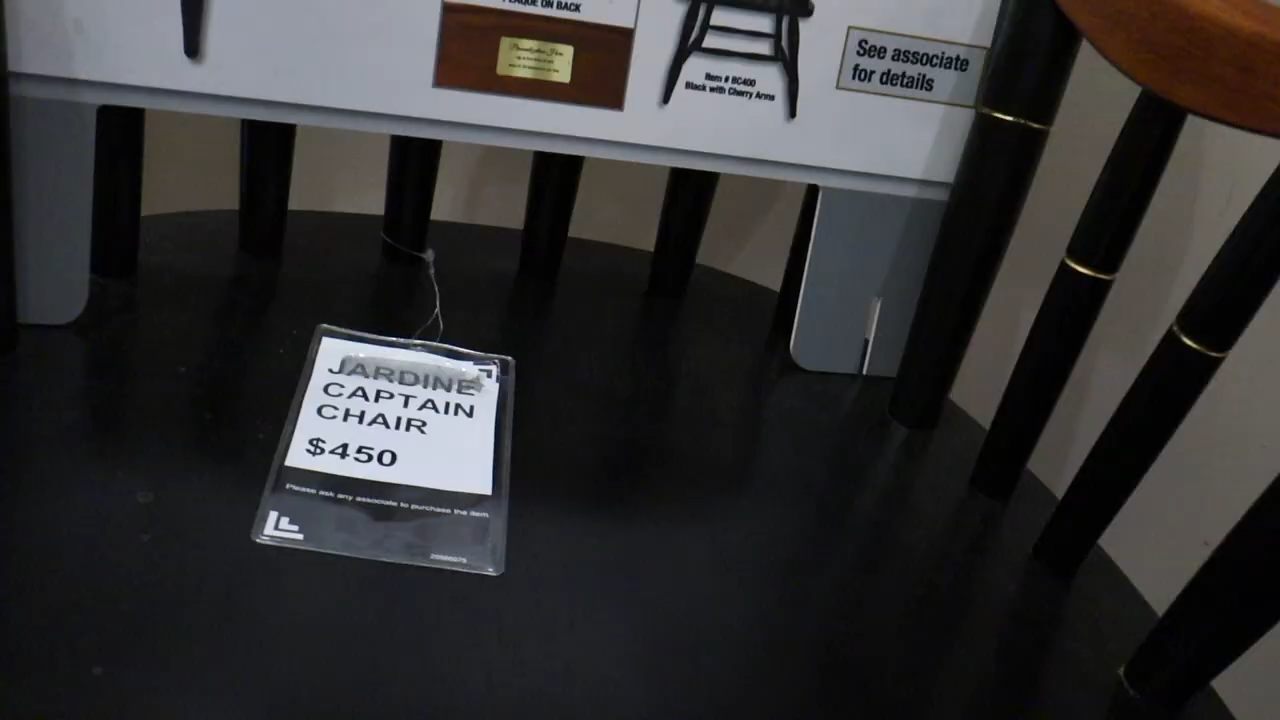 PLAQUE ON BACK
Item # BC400
Black with Cherry Arms
See associate
for details
JARDINE
CAPTAIN
CHAIR
$450
Please ask any associate to purchase the item.